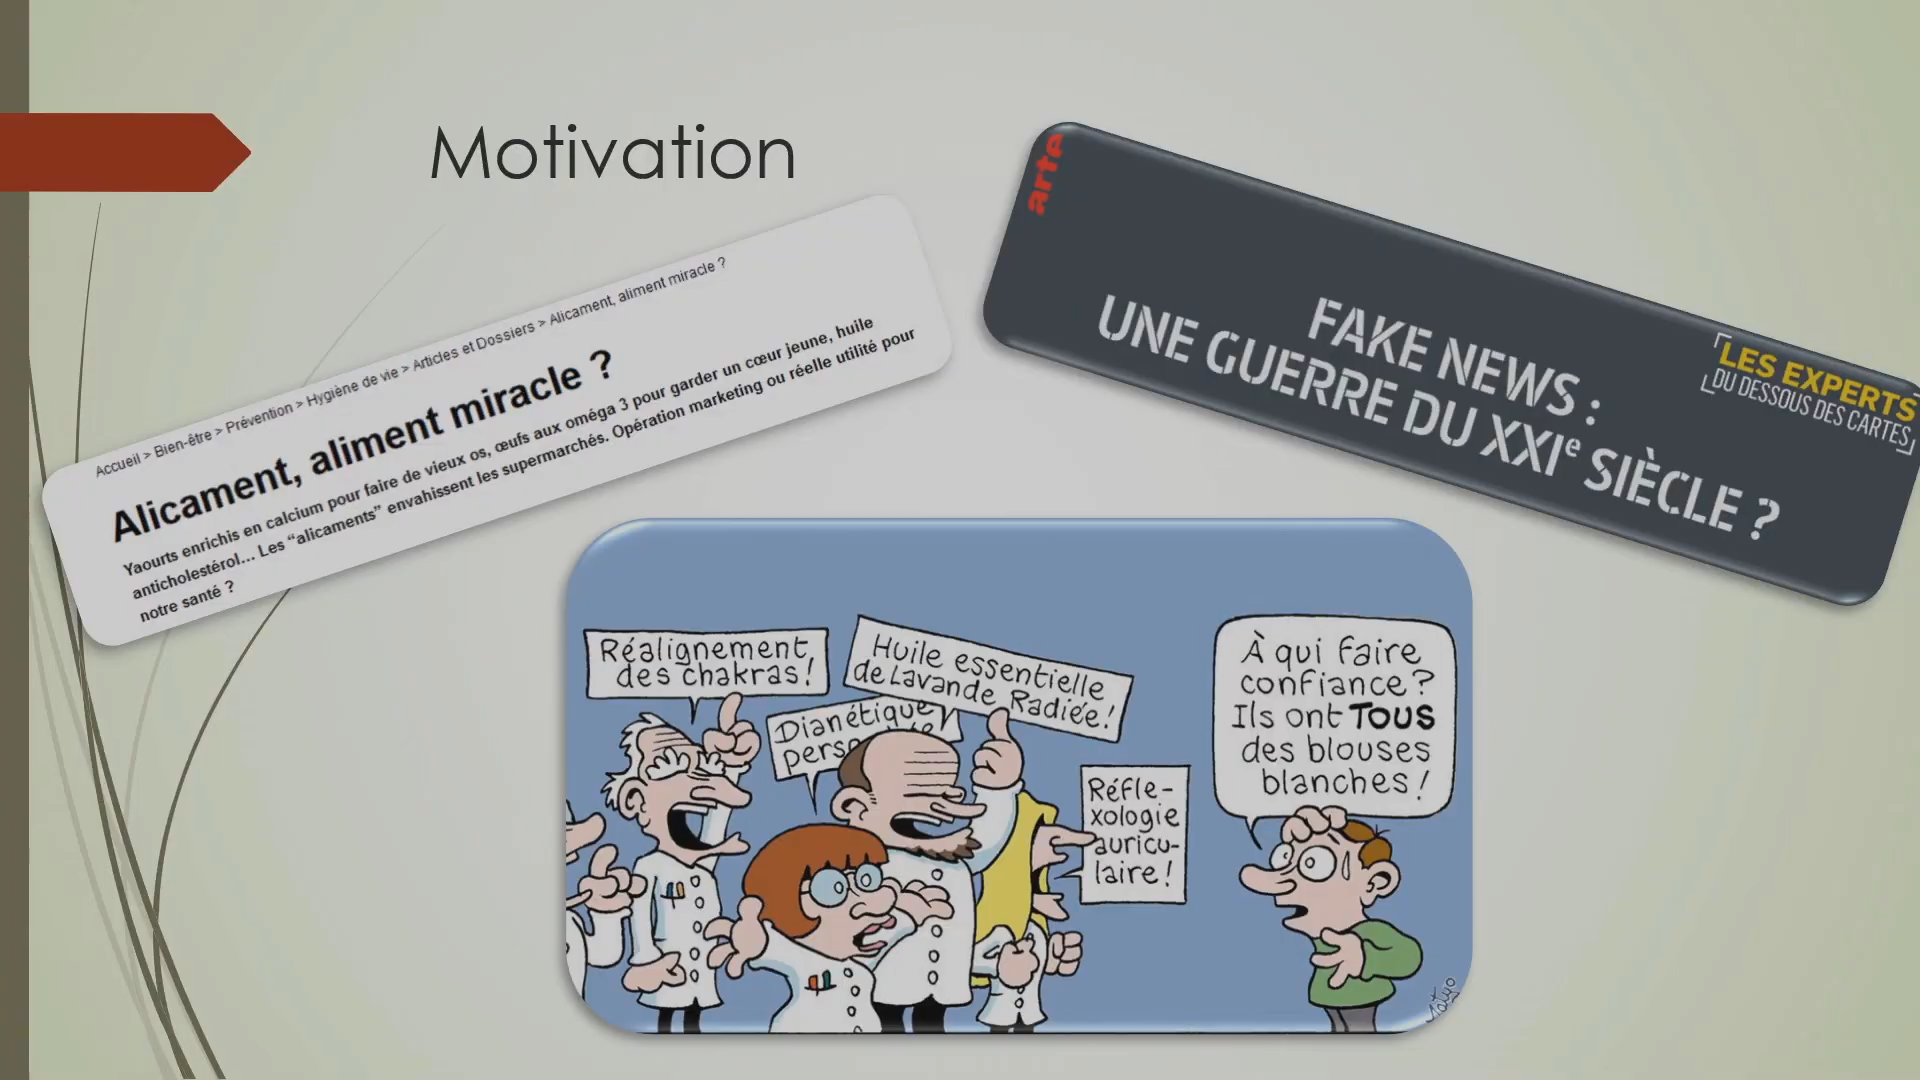 Motivation
Accueil > Bien-être > Prévention > Hygiène de vie > Articles et Dossiers > Alicament, aliment miracle ?
Alicament, aliment miracle ?
Yaourts enrichis en calcium pour faire de vieux os, œufs aux oméga 3 pour garder un cœur jeune, huile
anticholestérol... Les “alicaments” envahissent les supermarchés. Opération marketing ou réelle utilité pour
notre santé ?
arte
FAKE NEWS :
UNE GUERRE DU XXIe SIÈCLE ?
LES EXPERTS
DU DESSOUS DES CARTES
Réalignement
des chakras !
Huile essentielle
de Lavande Radiée !
Dianétique
Réfle-
xologie
auricu-
laire !
À qui faire
confiance ?
Ils ont TOUS
des blouses
blanches !